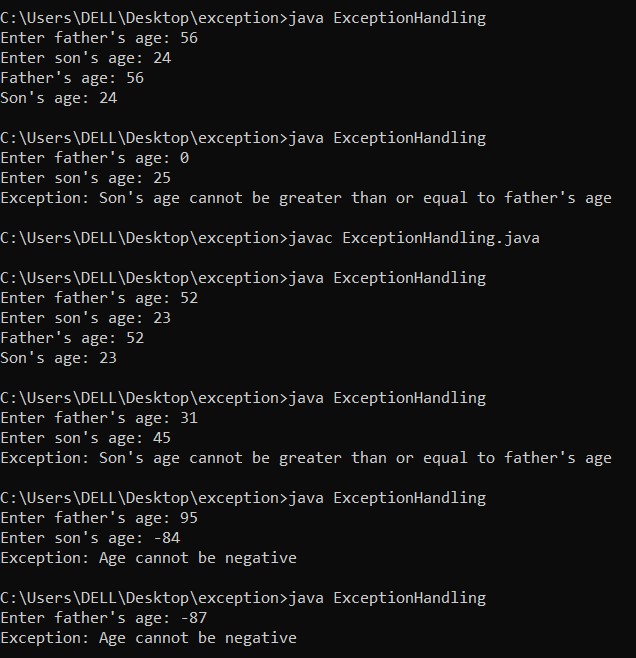 C:\Users\DELL\Desktop\exception>java ExceptionHandling
Enter father's age: 56
Enter son's age: 24
Father's age: 56
Son's age: 24
C:\Users\DELL\Desktop\exception>java ExceptionHandling
Enter father's age: 0
Enter son's age: 25
Exception: Son's age cannot be greater than or equal to father's age
C:\Users\DELL\Desktop\exception>javac ExceptionHandling.java
C:\Users\DELL\Desktop\exception>java ExceptionHandling
Enter father's age: 52
Enter son's age: 23
Father's age: 52
Son's age: 23
C:\Users\DELL\Desktop\exception>java ExceptionHandling
Enter father's age: 31
Enter son's age: 45
Exception: Son's age cannot be greater than or equal to father's age
C:\Users\DELL\Desktop\exception>java ExceptionHandling
Enter father's age: 95
Enter son's age: -84
Exception: Age cannot be negative
C:\Users\DELL\Desktop\exception>java ExceptionHandling
Enter father's age: -87
Exception: Age cannot be negative